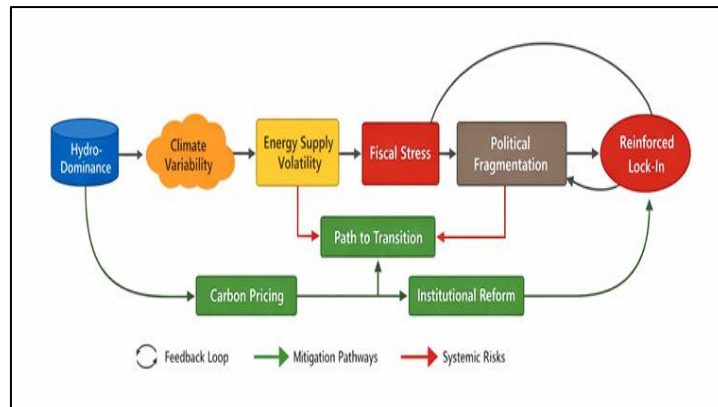 Hydro-
Dominance
Climate
Variability
Energy Supply
Volatility
Fiscal Stress
Political
Fragmentation
Reinforced
Lock-In
Path to Transition
Carbon Pricing
Institutional Reform
Feedback Loop
Mitigation Pathways
Systemic Risks